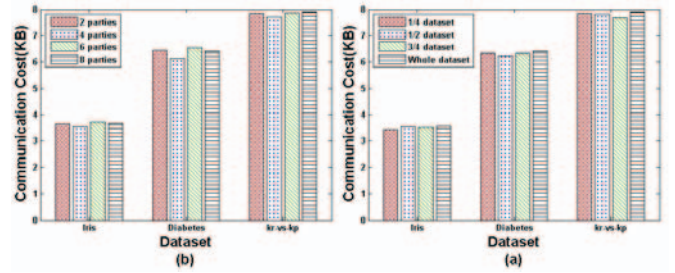 Communication Cost(KB)
8
7
6
5
4
3
2
1
0
2 parties
4 parties
6 parties
8 parties
Iris
Diabetes
kr-vs-kp
Dataset
(b)
Communication Cost(KB)
8
7
6
5
4
3
2
1
0
1/4 dataset
1/2 dataset
3/4 dataset
Whole dataset
Iris
Diabetes
kr-vs-kp
Dataset
(a)